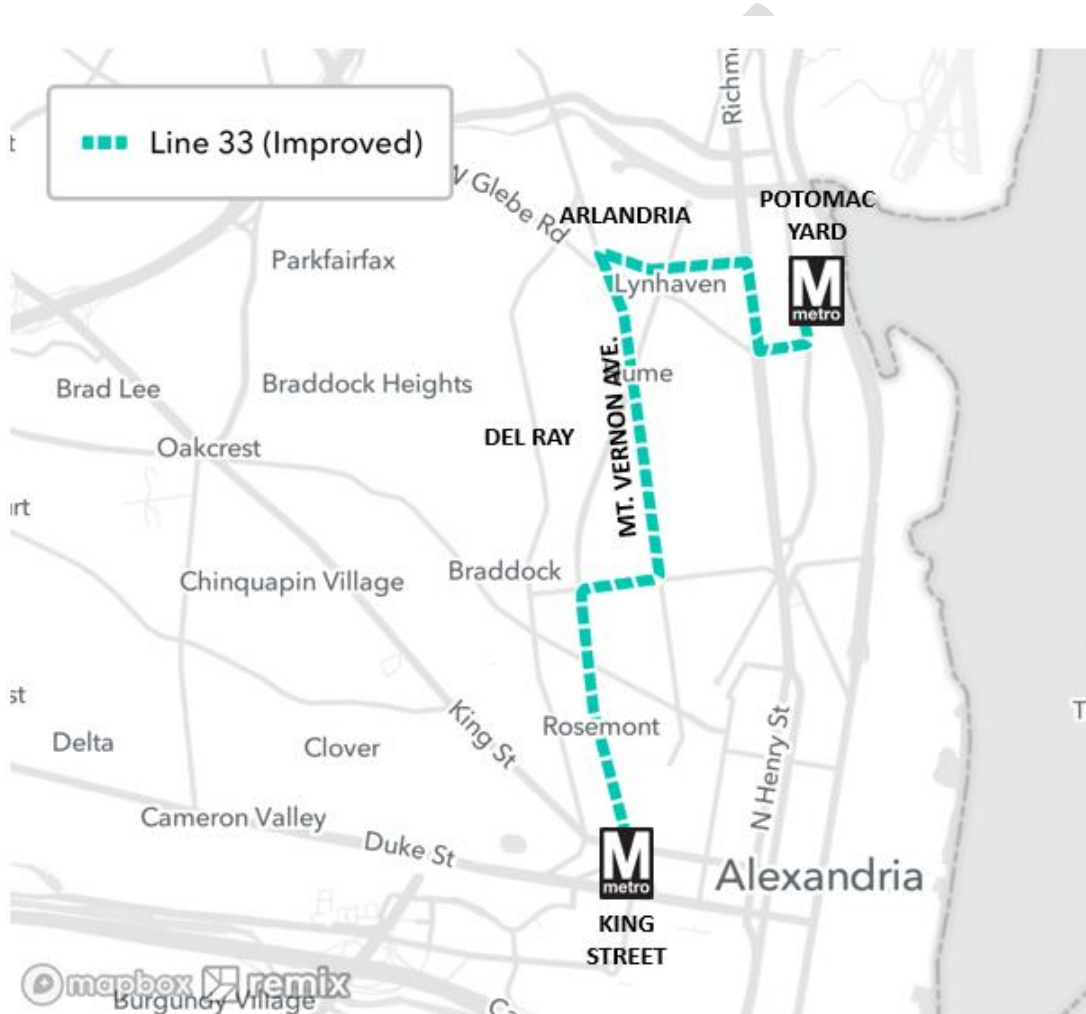 Line 33 (Improved)
Richm
W Glebe Rd
ARLANDRIA
POTOMAC
YARD
M
metro
Parkfairfax
Lynhaven
Brad Lee
Braddock Heights
ume
MT. VERNON AVE.
DEL RAY
Oakcrest
Braddock
Chinquapin Village
Rosemont
King St
Delta
Clover
N Henry St
Cameron Valley
Duke St
M
metro
Alexandria
KING
STREET
mapbox remix
Burgundy Village